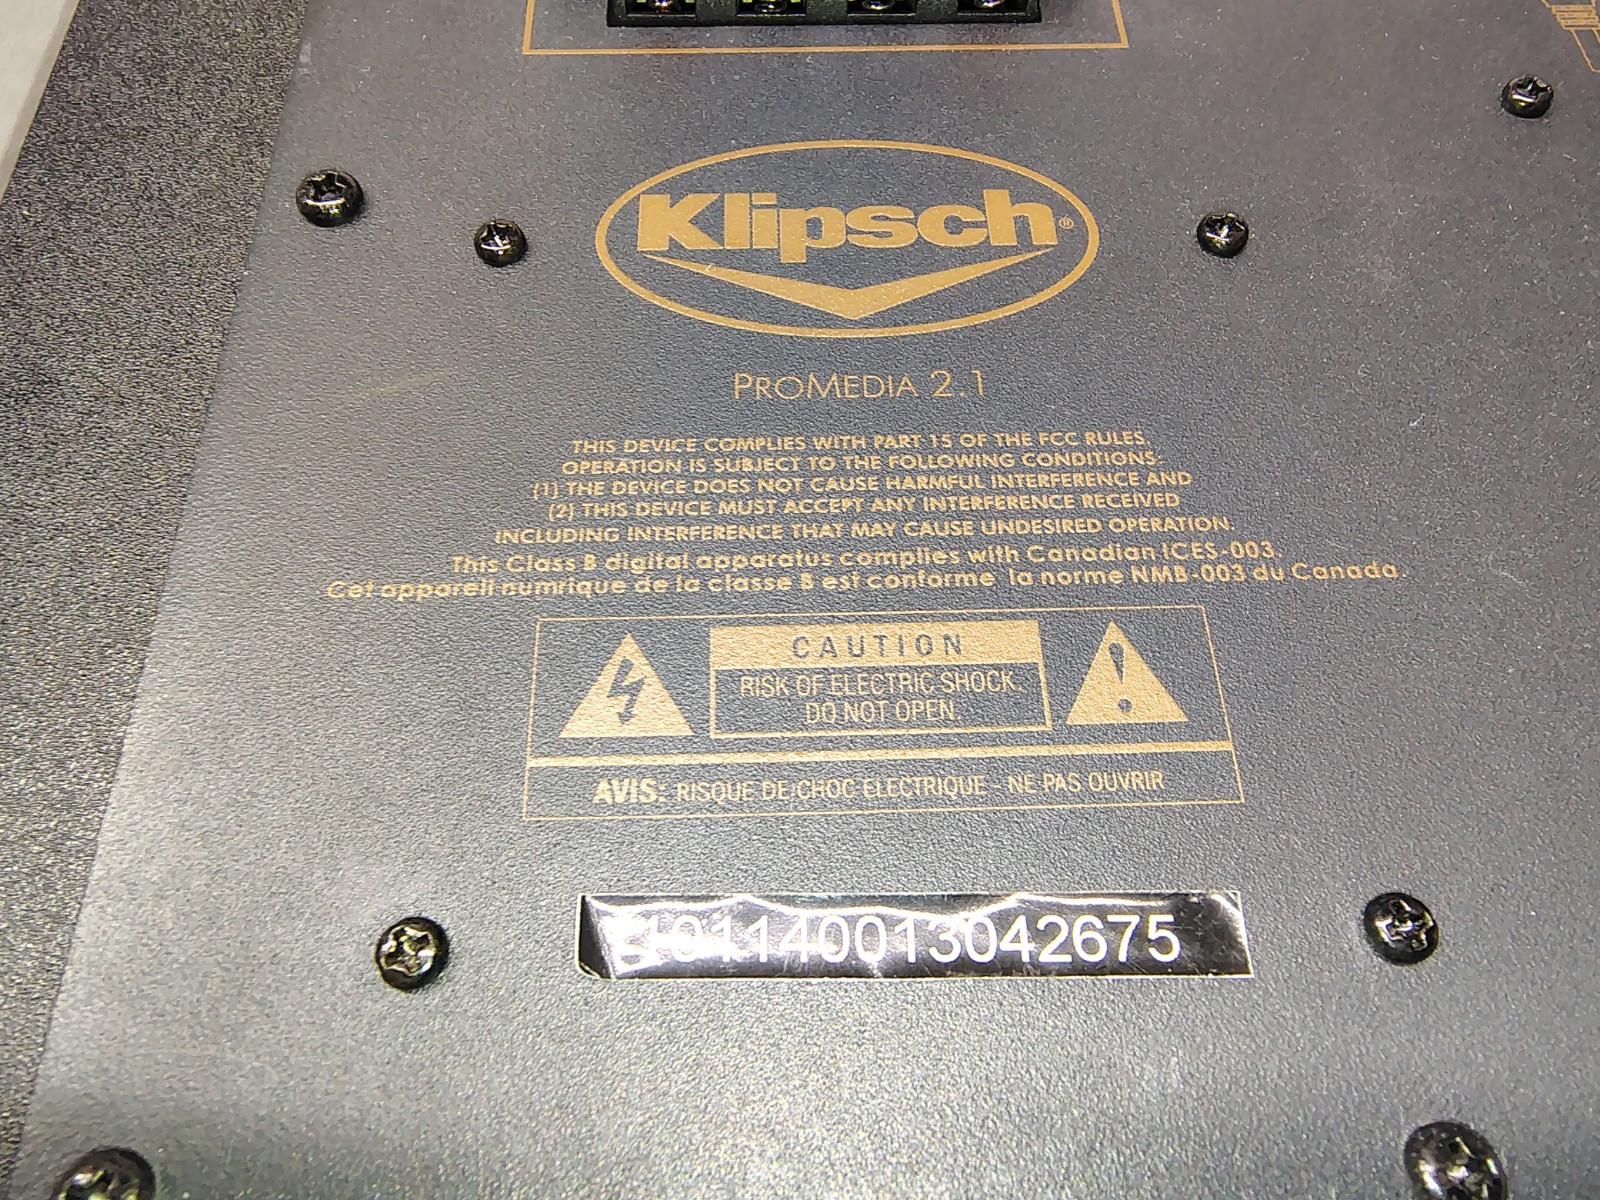 Klipsch®
PROMEDIA 2.1
THIS DEVICE COMPLIES WITH PART 15 OF THE FCC RULES.
OPERATION IS SUBJECT TO THE FOLLOWING CONDITIONS:
(1) THE DEVICE DOES NOT CAUSE HARMFUL INTERFERENCE AND
(2) THIS DEVICE MUST ACCEPT ANY INTERFERENCE RECEIVED
INCLUDING INTERFERENCE THAT MAY CAUSE UNDESIRED OPERATION.
This Class B digital apparatus complies with Canadian ICES-003.
Cet appareil numrique de la classe B est conforme la norme NMB-003 du Canada.
CAUTION
RISK OF ELECTRIC SHOCK.
DO NOT OPEN.
AVIS: RISQUE DE CHOC ELECTRIQUE - NE PAS OUVRIR